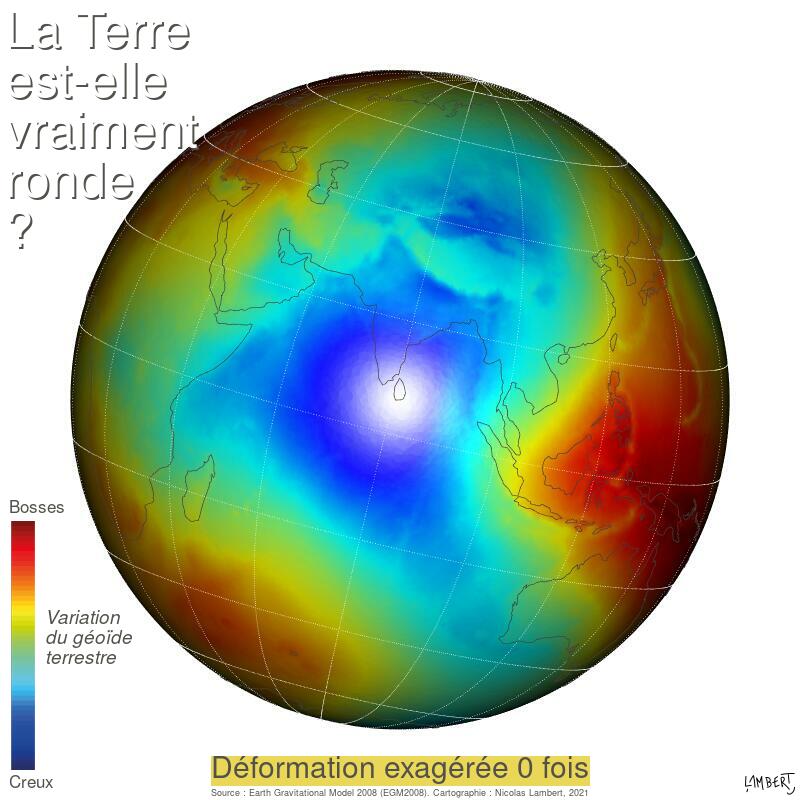 La Terre
est-elle
vraiment
ronde
?
Bosses
Variation
du géoïde
terrestre
Creux
Déformation exagérée 0 fois
Source : Earth Gravitational Model 2008 (EGM2008). Cartographie : Nicolas Lambert, 2021
LAMBERT